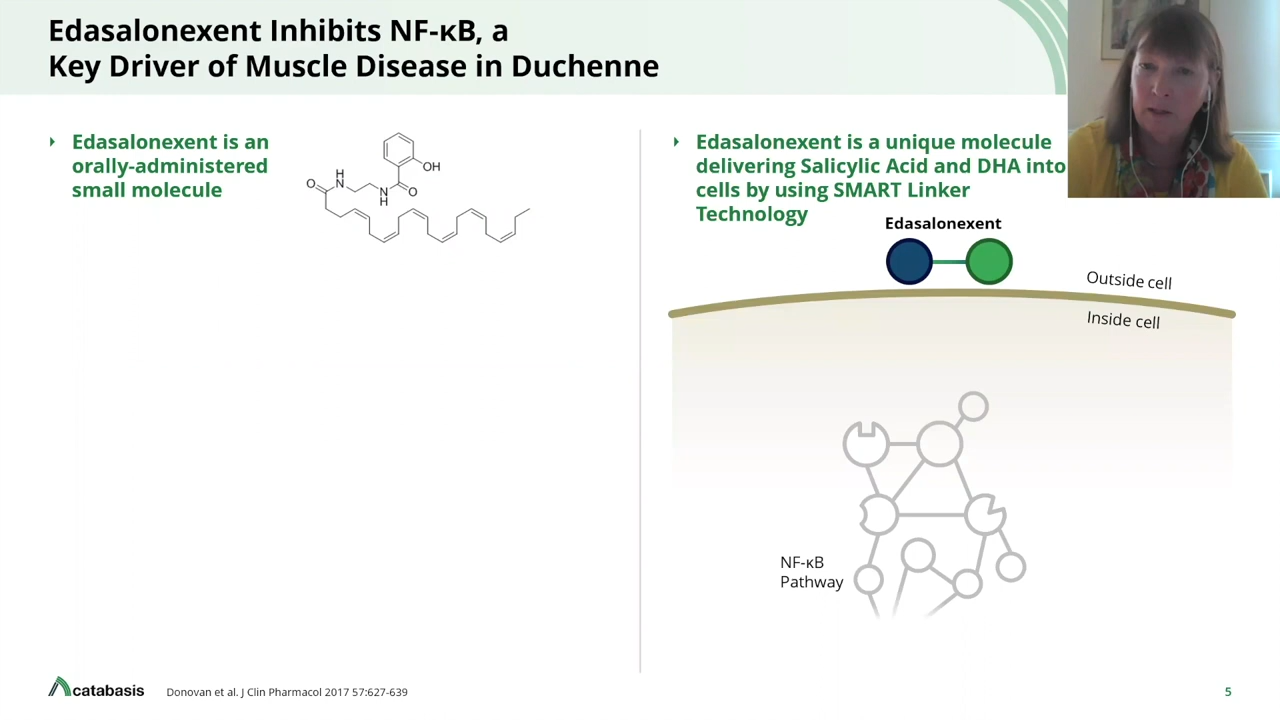 Edasalonexent Inhibits NF-κB, a
Key Driver of Muscle Disease in Duchenne
Edasalonexent is an
orally-administered
small molecule
O
H
N
N
H
O
OH
Edasalonexent is a unique molecule
delivering Salicylic Acid and DHA into
cells by using SMART Linker
Technology
Edasalonexent
Outside cell
Inside cell
NF-κB
Pathway
catabasis
Donovan et al. J Clin Pharmacol 2017 57:627-639
5